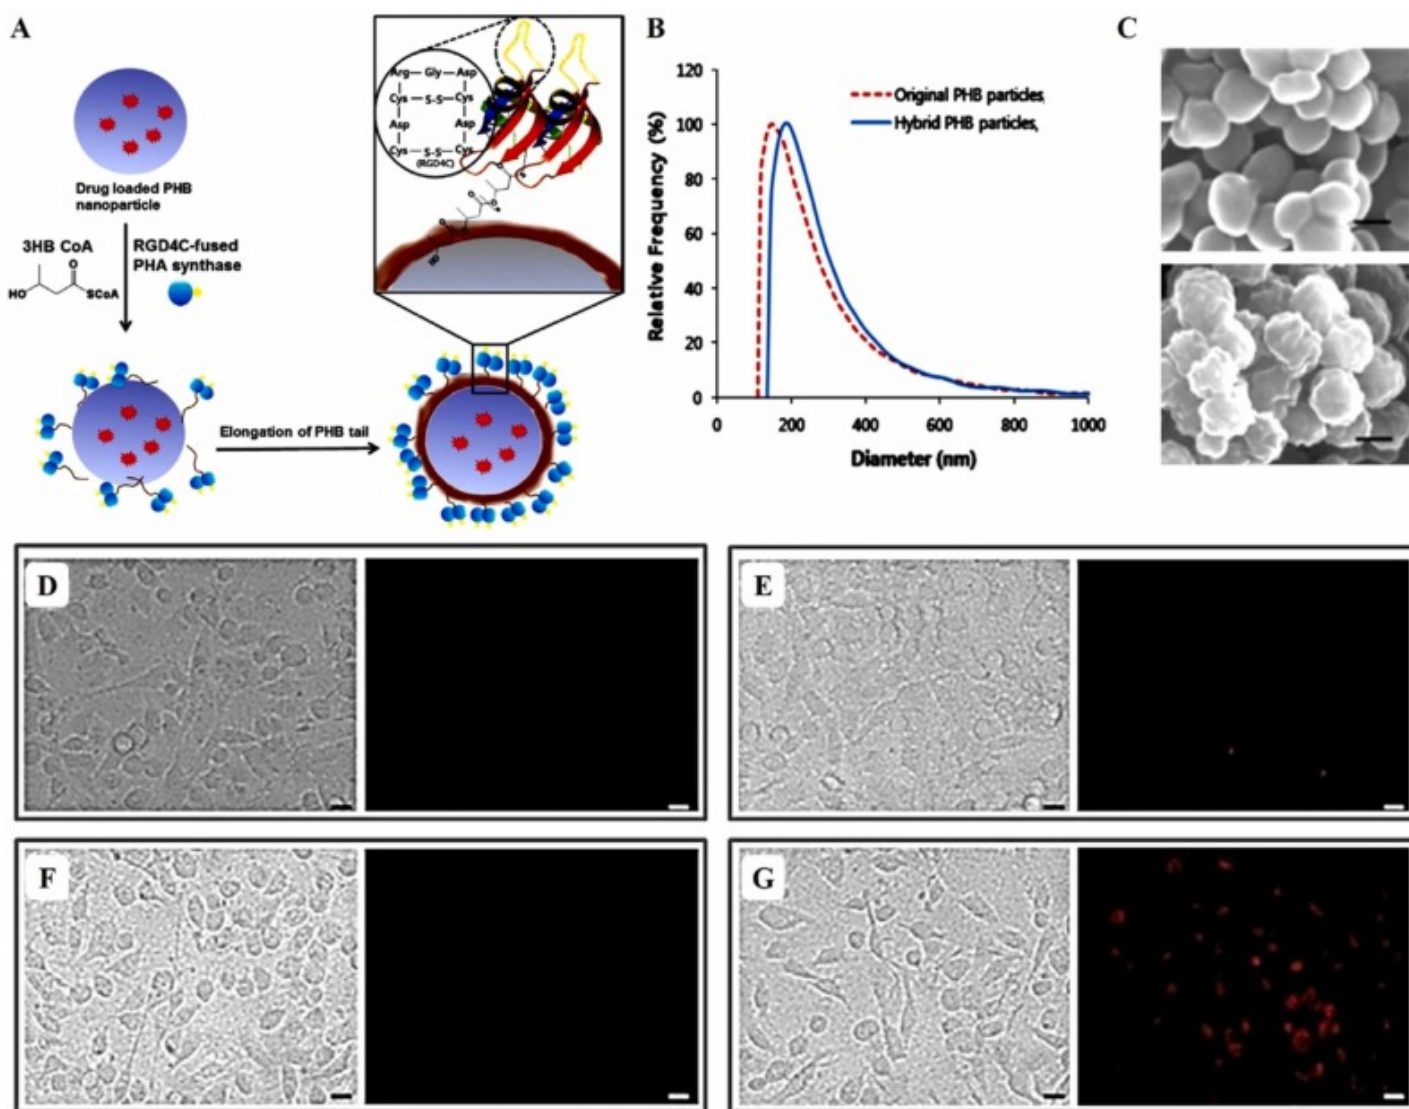 A
Drug loaded PHB
nanoparticle
3HB CoA
RGD4C-fused
PHA synthase
O
HO
SCoA
Elongation of PHB tail
Arg — Gly — Asp
Cys — S-S — Cys
Asp Asp
Cys — S-S — Cys
(RGD4C)
B
120
100
80
60
40
20
0
Relative Frequency (%)
Original PHB particles
Hybrid PHB particles
0 200 400 600 800 1000
Diameter (nm)
C
D
E
F
G